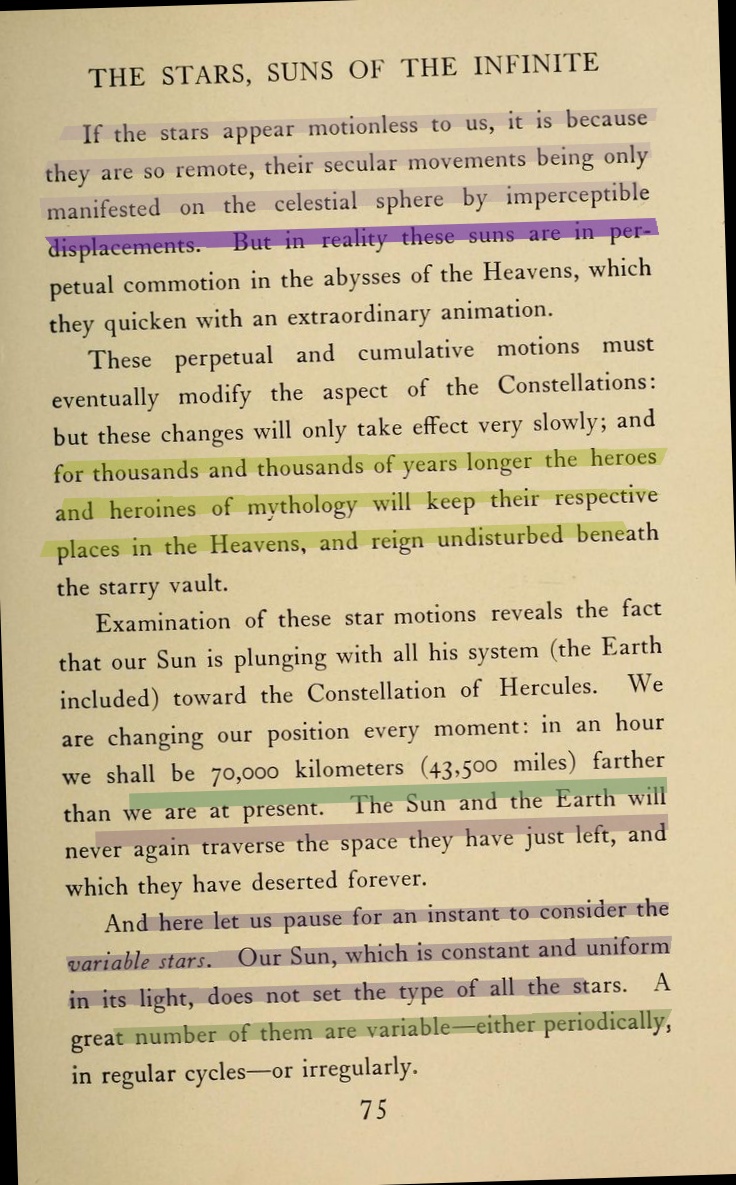 THE STARS, SUNS OF THE INFINITE
If the stars appear motionless to us, it is because
they are so remote, their secular movements being only
manifested on the celestial sphere by imperceptible
displacements. But in reality these suns are in per-
petual commotion in the abysses of the Heavens, which
they quicken with an extraordinary animation.
These perpetual and cumulative motions must
eventually modify the aspect of the Constellations:
but these changes will only take effect very slowly; and
for thousands and thousands of years longer the heroes
and heroines of mythology will keep their respective
places in the Heavens, and reign undisturbed beneath
the starry vault.
Examination of these star motions reveals the fact
that our Sun is plunging with all his system (the Earth
included) toward the Constellation of Hercules. We
are changing our position every moment: in an hour
we shall be 70,000 kilometers (43,500 miles) farther
than we are at present. The Sun and the Earth will
never again traverse the space they have just left, and
which they have deserted forever.
And here let us pause for an instant to consider the
variable stars. Our Sun, which is constant and uniform
in its light, does not set the type of all the stars. A
great number of them are variable—either periodically,
in regular cycles—or irregularly.
75